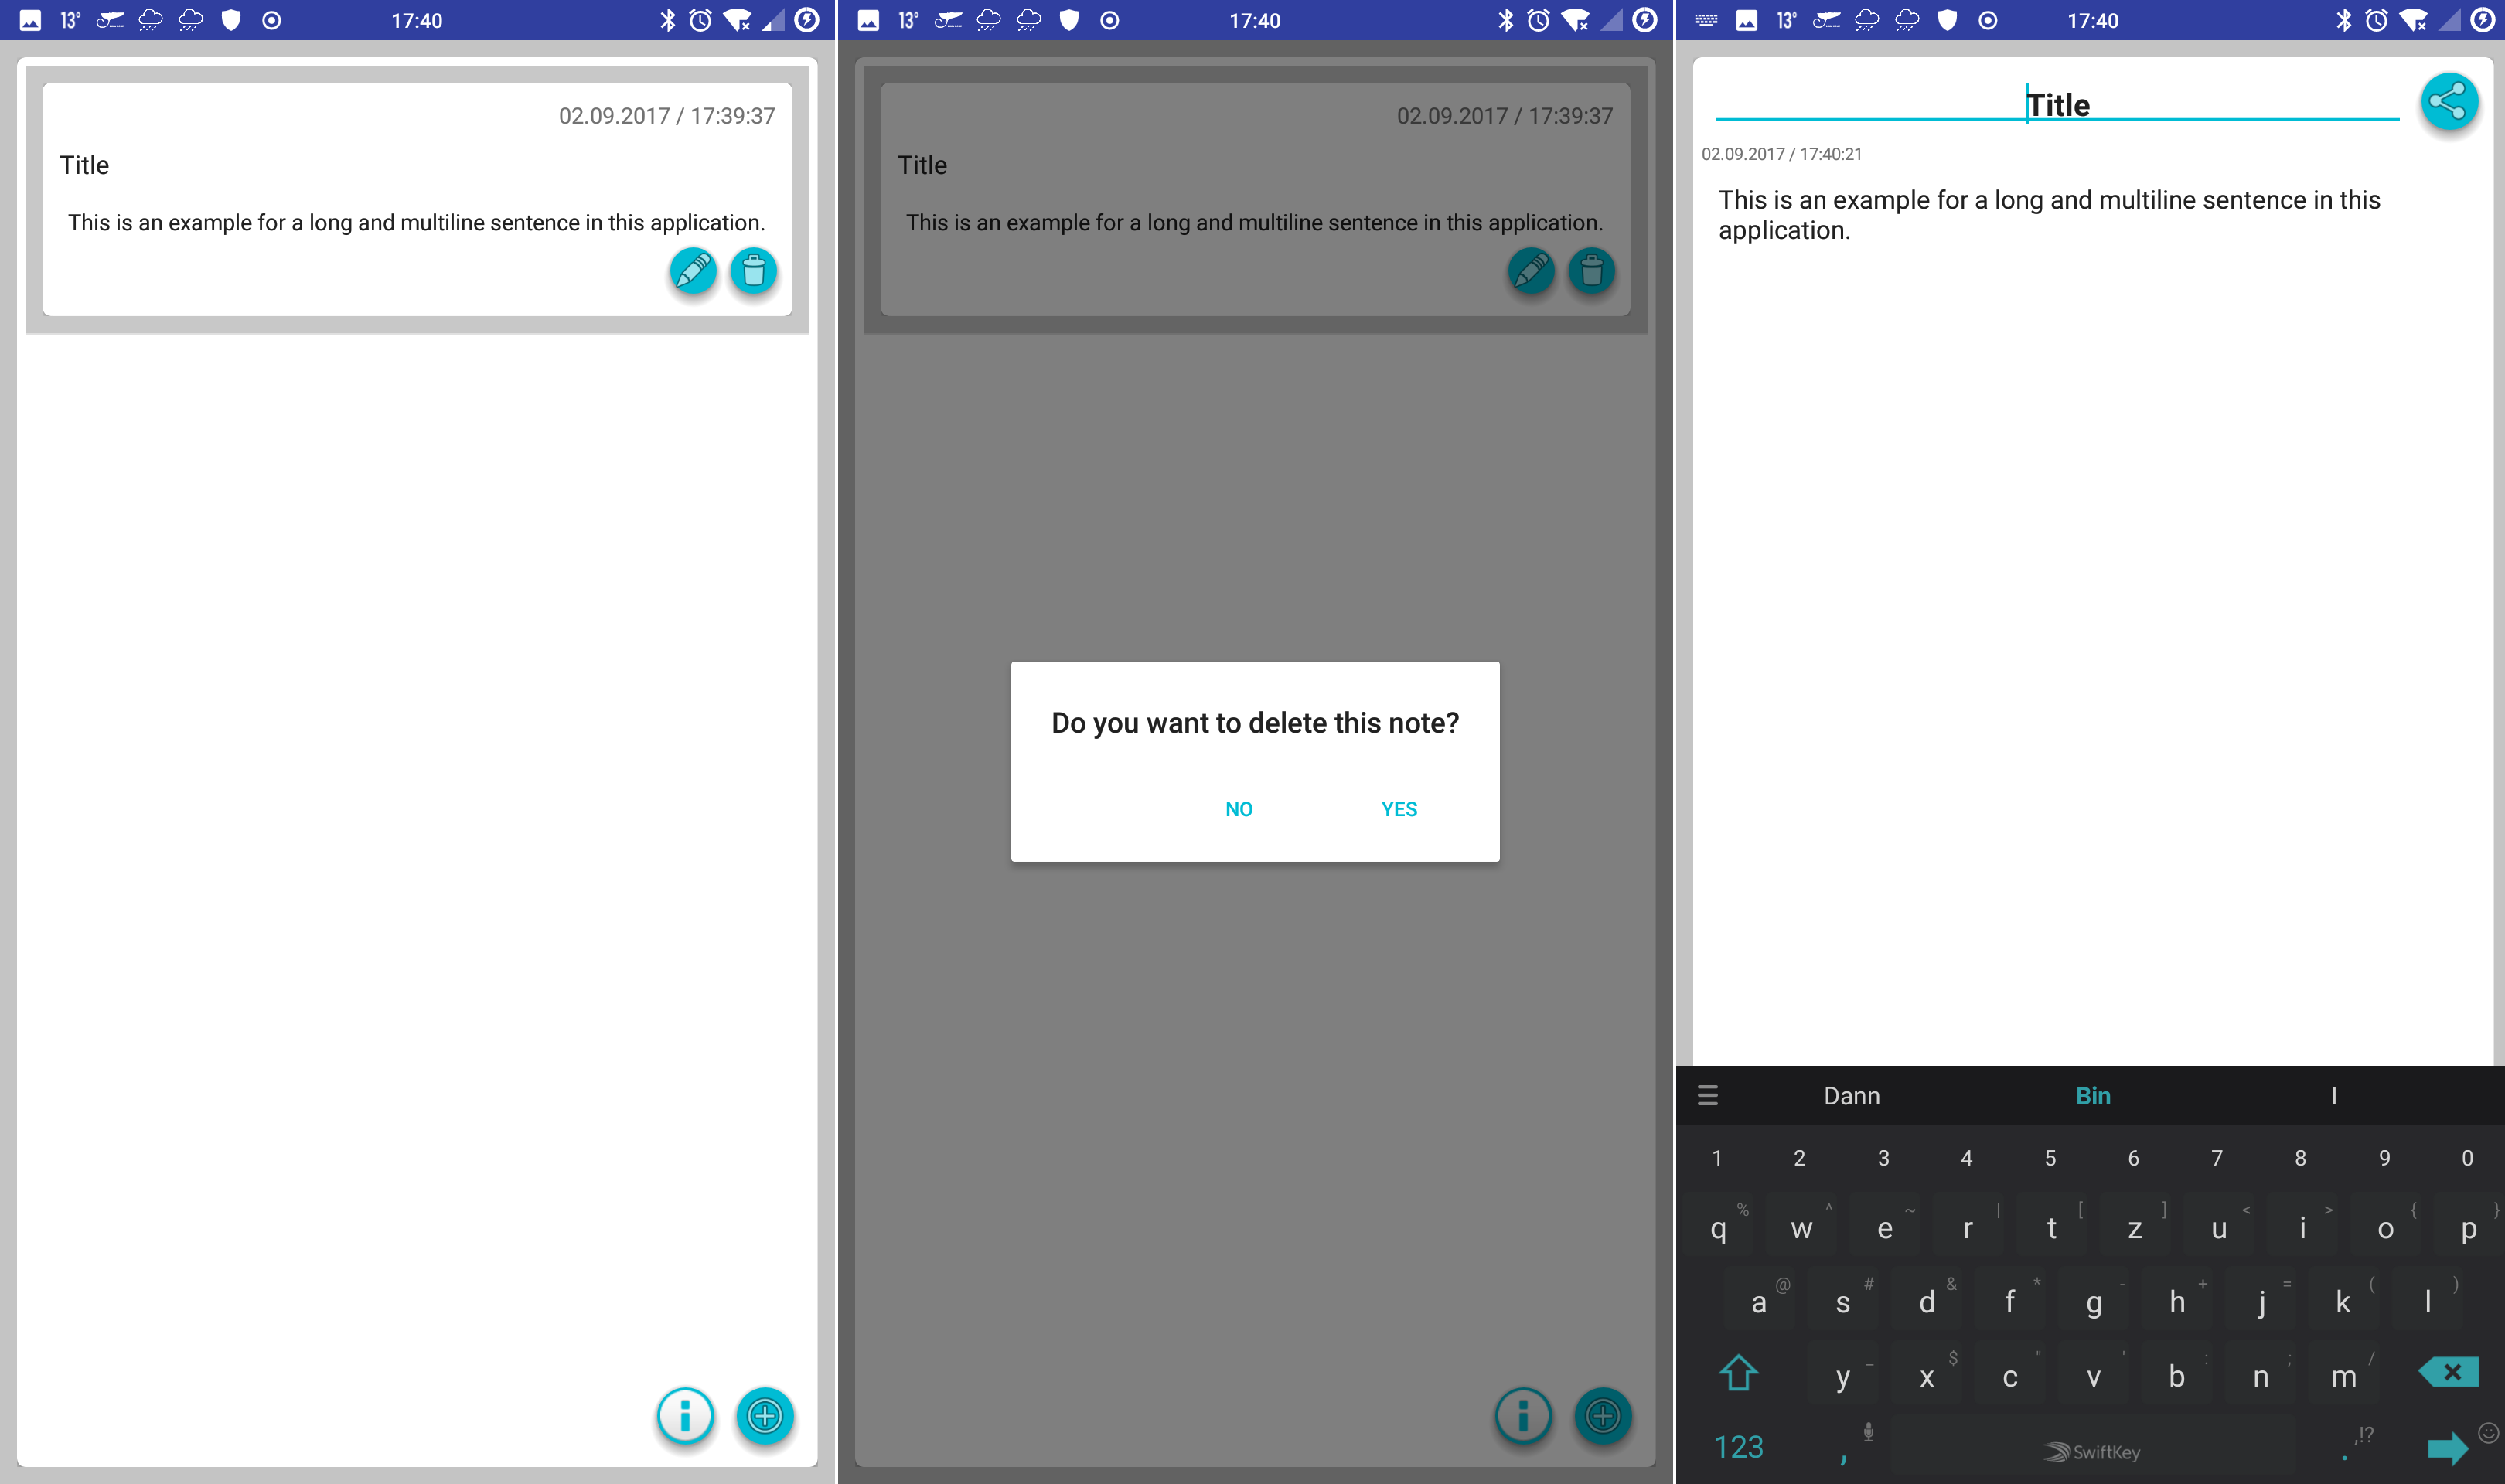 13°
17:40
02.09.2017 / 17:39:37
Title
This is an example for a long and multiline sentence in this application.
13°
17:40
02.09.2017 / 17:39:37
Title
This is an example for a long and multiline sentence in this application.
Do you want to delete this note?
NO YES
13°
17:40
Title
02.09.2017 / 17:40:21
This is an example for a long and multiline sentence in this
application.
Dann Bin I
1 2 3 4 5 6 7 8 9 0
% ^ ~ | [ ] < > { }
q w e r t z u i o p
@ # & * - + = ( )
a s d f g h j k l
_ $ " ' : ; /
y x c v b n m
123 , SwiftKey . ,!?